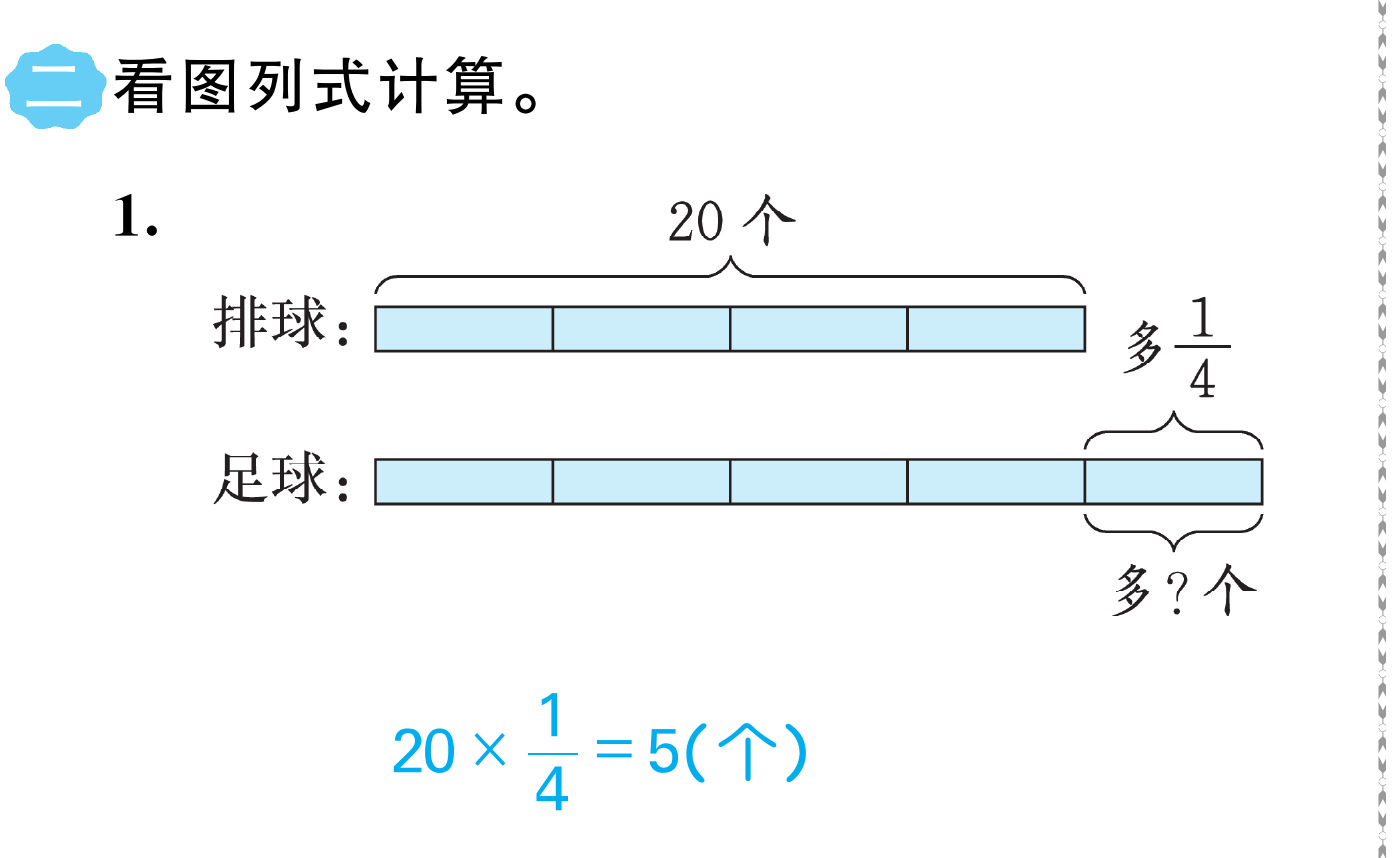 二 看图列式计算。
1.
20 个
排球：
多 1/4
足球：
多？个
20 × 1/4 = 5(个)